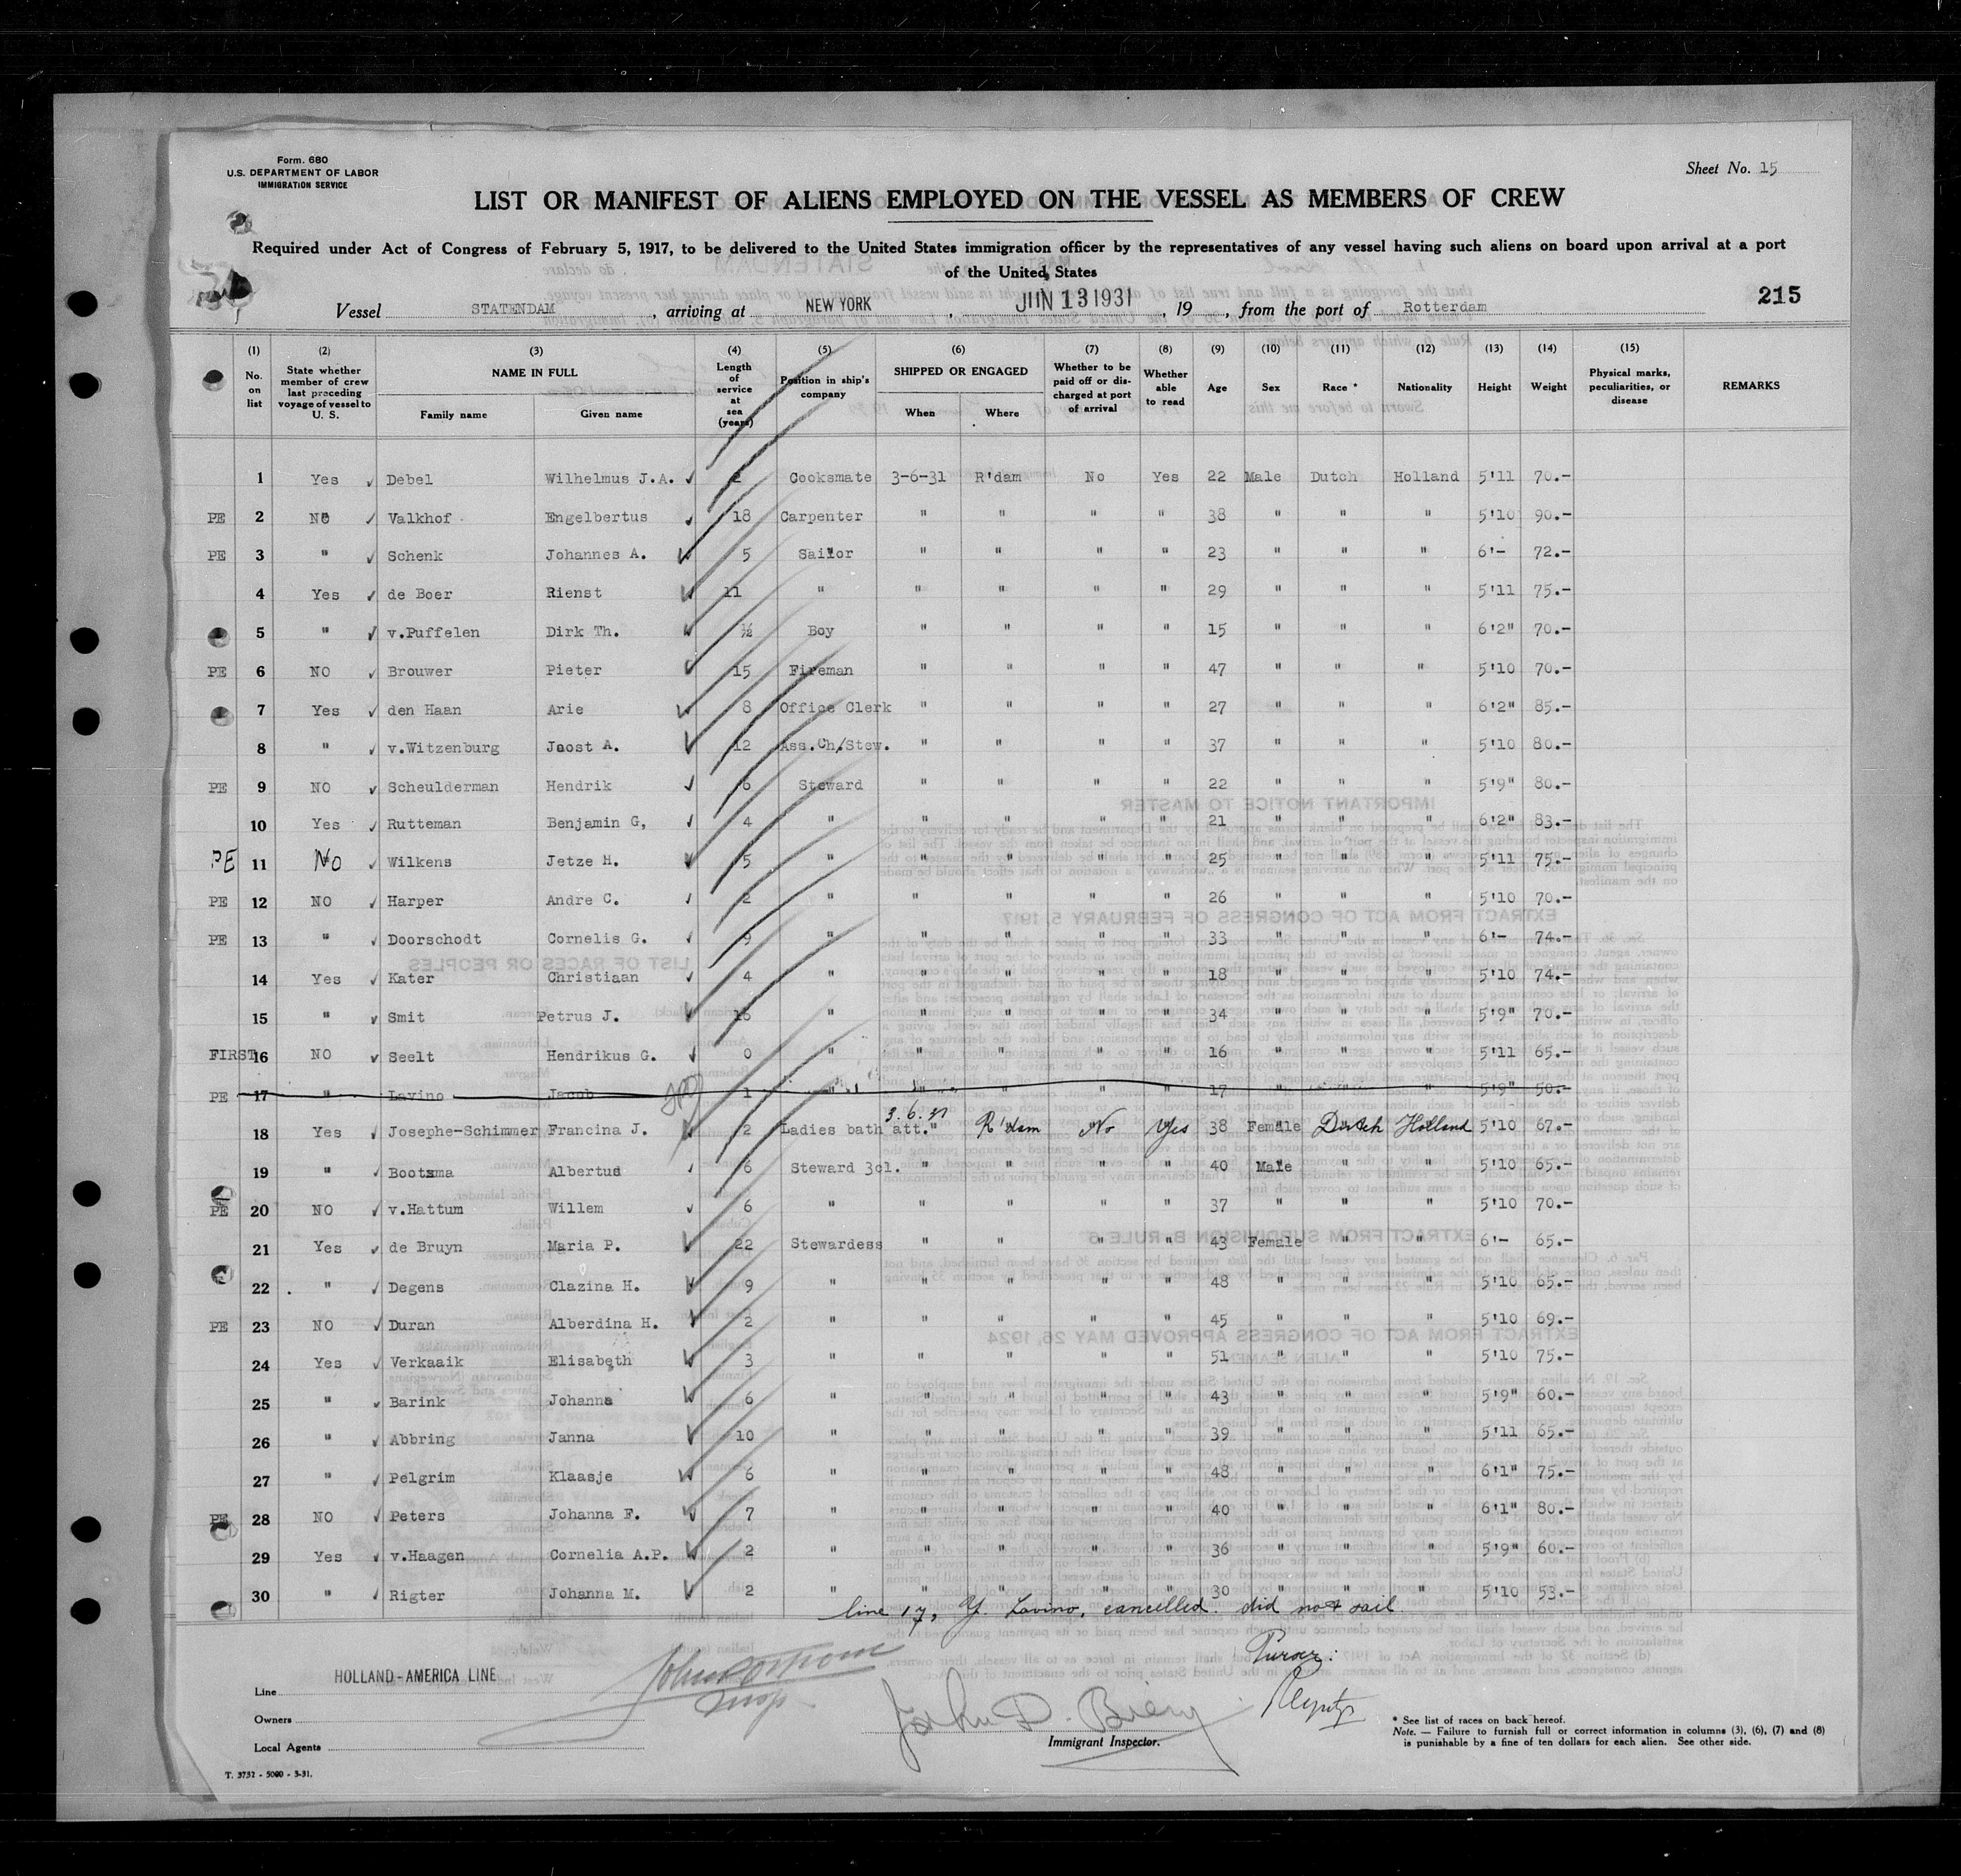 Form. 680
U.S. DEPARTMENT OF LABOR
IMMIGRATION SERVICE
Sheet No. 15
LIST OR MANIFEST OF ALIENS EMPLOYED ON THE VESSEL AS MEMBERS OF CREW
Required under Act of Congress of February 5, 1917, to be delivered to the United States immigration officer by the representatives of any vessel having such aliens on board upon arrival at a port
of the United States
215
Vessel STATENDAM, arriving at NEW YORK, JUN 13 1931, 19, from the port of Rotterdam
(1) (2) (3) (4) (5) (6) (7) (8) (9) (10) (11) (12) (13) (14) (15)
No. on list State whether member of crew last preceding voyage of vessel to U. S. NAME IN FULL Family name Given name Length of service at sea (years) Position in ship's company SHIPPED OR ENGAGED When Where Whether to be paid off or discharged at port of arrival Whether able to read Age Sex Race * Nationality Height Weight Physical marks, peculiarities, or disease REMARKS
1 Yes Debel Wilhelmus J.A. 2 Cooksmate 3-6-31 R'dam No Yes 22 Male Dutch Holland 5'11 70.-
PE 2 No Valkhof Engelbertus 18 Carpenter " " " " 38 " " " 5'10 90.-
PE 3 " Schenk Johannes A. 5 Sailor " " " " 23 " " " 6'- 72.-
4 Yes de Boer Rienst 11 " " " " " 29 " " " 5'11 75.-
5 " v.Puffelen Dirk Th. ½ Boy " " " " 15 " " " 6'2" 70.-
PE 6 NO Brouwer Pieter 15 Fireman " " " " 47 " " " 5'10 70.-
7 Yes den Haan Arie 8 Office Clerk " " " " 27 " " " 6'2" 85.-
8 " v.Witzenburg Joost A. 12 Ass.Ch/Stew. " " " " 37 " " " 5'10 80.-
PE 9 NO Scheulderman Hendrik 6 Steward " " " " 22 " " " 5'9" 80.-
10 Yes Rutteman Benjamin G, 4 " " " " " 21 " " " 6'2" 83.-
PE 11 No Wilkens Jetze H. 5 " " " " " 25 " " " 5'11 75.-
PE 12 NO Harper Andre C. 2 " " " " " 26 " " " 5'10 70.-
PE 13 " Doorschodt Cornelis G. 9 " " " " " 33 " " " 6'- 74.-
14 Yes Kater Christiaan 4 " " " " " 18 " " " 5'10 74.-
15 " Smit Petrus J. 16 " " " " " 34 " " " 5'9" 70.-
FIRST 16 NO Seelt Hendrikus G. 0 " " " " " 16 " " " 5'11 65.-
PE 17 " Lavino Jacob 1 " " " " " 17 " " " 5'9" 50.-
18 Yes Josephe-Schimmer Francina J. 2 Ladies bath att. 3.6.31 " R'dam No Yes 38 Female Dutch Holland 5'10 67.-
19 " Bootsma Albertus 6 Steward 3cl. " " " " 40 Male " " 5'10 65.-
PE 20 NO v.Hattum Willem 6 " " " " " 37 " " " 5'10 70.-
21 Yes de Bruyn Maria P. 22 Stewardess " " " " 43 Female " " 6'- 65.-
22 " Degens Clazina H. 9 " " " " " 48 " " " 5'10 65.-
PE 23 NO Duran Alberdina H. 2 " " " " " 45 " " " 5'10 69.-
24 Yes Verkaaik Elisabeth 3 " " " " " 51 " " " 5'10 75.-
25 " Barink Johanna 6 " " " " " 43 " " " 5'9" 60.-
26 " Abbring Janna 10 " " " " " 39 " " " 5'11 65.-
27 " Pelgrim Klaasje 6 " " " " " 48 " " " 6'1" 75.-
PE 28 NO Peters Johanna F. 7 " " " " " 40 " " " 6'1" 80.-
29 Yes v.Haagen Cornelia A.P. 2 " " " " " 36 " " " 5'9" 60.-
30 " Rigter Johanna M. 2 " " " " " 30 " " " 5'10 53.-
line 17, J. Lavino, cancelled. did not sail
Purser:
Line HOLLAND-AMERICA LINE
Owners
Local Agents
John D. Bieny
Immigrant Inspector.
* See list of races on back hereof.
Note. — Failure to furnish full or correct information in columns (3), (6), (7) and (8)
is punishable by a fine of ten dollars for each alien. See other side.
T. 3732 - 5000 - 3-31.